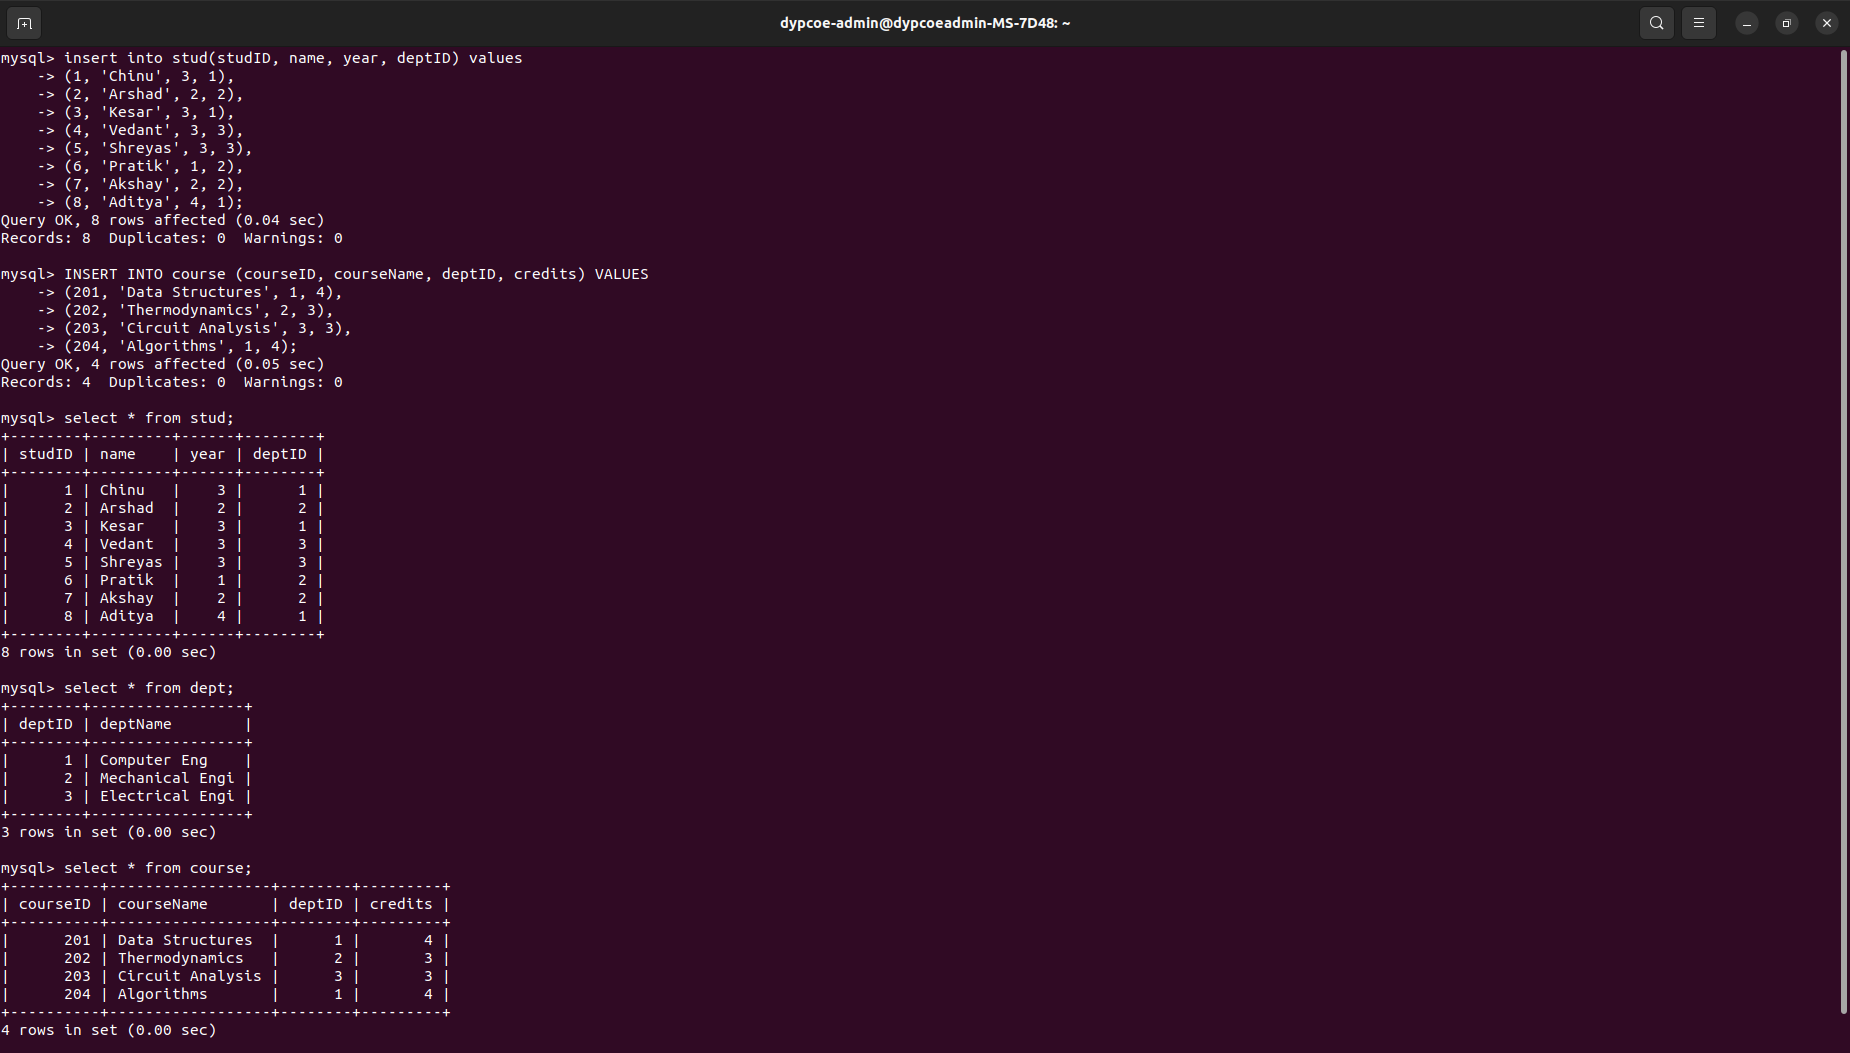 dypcoe-admin@dypcoeadmin-MS-7D48: ~
mysql> insert into stud(studID, name, year, deptID) values
    -> (1, 'Chinu', 3, 1),
    -> (2, 'Arshad', 2, 2),
    -> (3, 'Kesar', 3, 1),
    -> (4, 'Vedant', 3, 3),
    -> (5, 'Shreyas', 3, 3),
    -> (6, 'Pratik', 1, 2),
    -> (7, 'Akshay', 2, 2),
    -> (8, 'Aditya', 4, 1);
Query OK, 8 rows affected (0.04 sec)
Records: 8  Duplicates: 0  Warnings: 0

mysql> INSERT INTO course (courseID, courseName, deptID, credits) VALUES
    -> (201, 'Data Structures', 1, 4),
    -> (202, 'Thermodynamics', 2, 3),
    -> (203, 'Circuit Analysis', 3, 3),
    -> (204, 'Algorithms', 1, 4);
Query OK, 4 rows affected (0.05 sec)
Records: 4  Duplicates: 0  Warnings: 0

mysql> select * from stud;
+--------+---------+------+--------+
| studID | name    | year | deptID |
+--------+---------+------+--------+
|      1 | Chinu   |    3 |      1 |
|      2 | Arshad  |    2 |      2 |
|      3 | Kesar   |    3 |      1 |
|      4 | Vedant  |    3 |      3 |
|      5 | Shreyas |    3 |      3 |
|      6 | Pratik  |    1 |      2 |
|      7 | Akshay  |    2 |      2 |
|      8 | Aditya  |    4 |      1 |
+--------+---------+------+--------+
8 rows in set (0.00 sec)

mysql> select * from dept;
+--------+-----------------+
| deptID | deptName        |
+--------+-----------------+
|      1 | Computer Eng    |
|      2 | Mechanical Engi |
|      3 | Electrical Engi |
+--------+-----------------+
3 rows in set (0.00 sec)

mysql> select * from course;
+----------+------------------+--------+---------+
| courseID | courseName       | deptID | credits |
+----------+------------------+--------+---------+
|      201 | Data Structures  |      1 |       4 |
|      202 | Thermodynamics   |      2 |       3 |
|      203 | Circuit Analysis |      3 |       3 |
|      204 | Algorithms       |      1 |       4 |
+----------+------------------+--------+---------+
4 rows in set (0.00 sec)